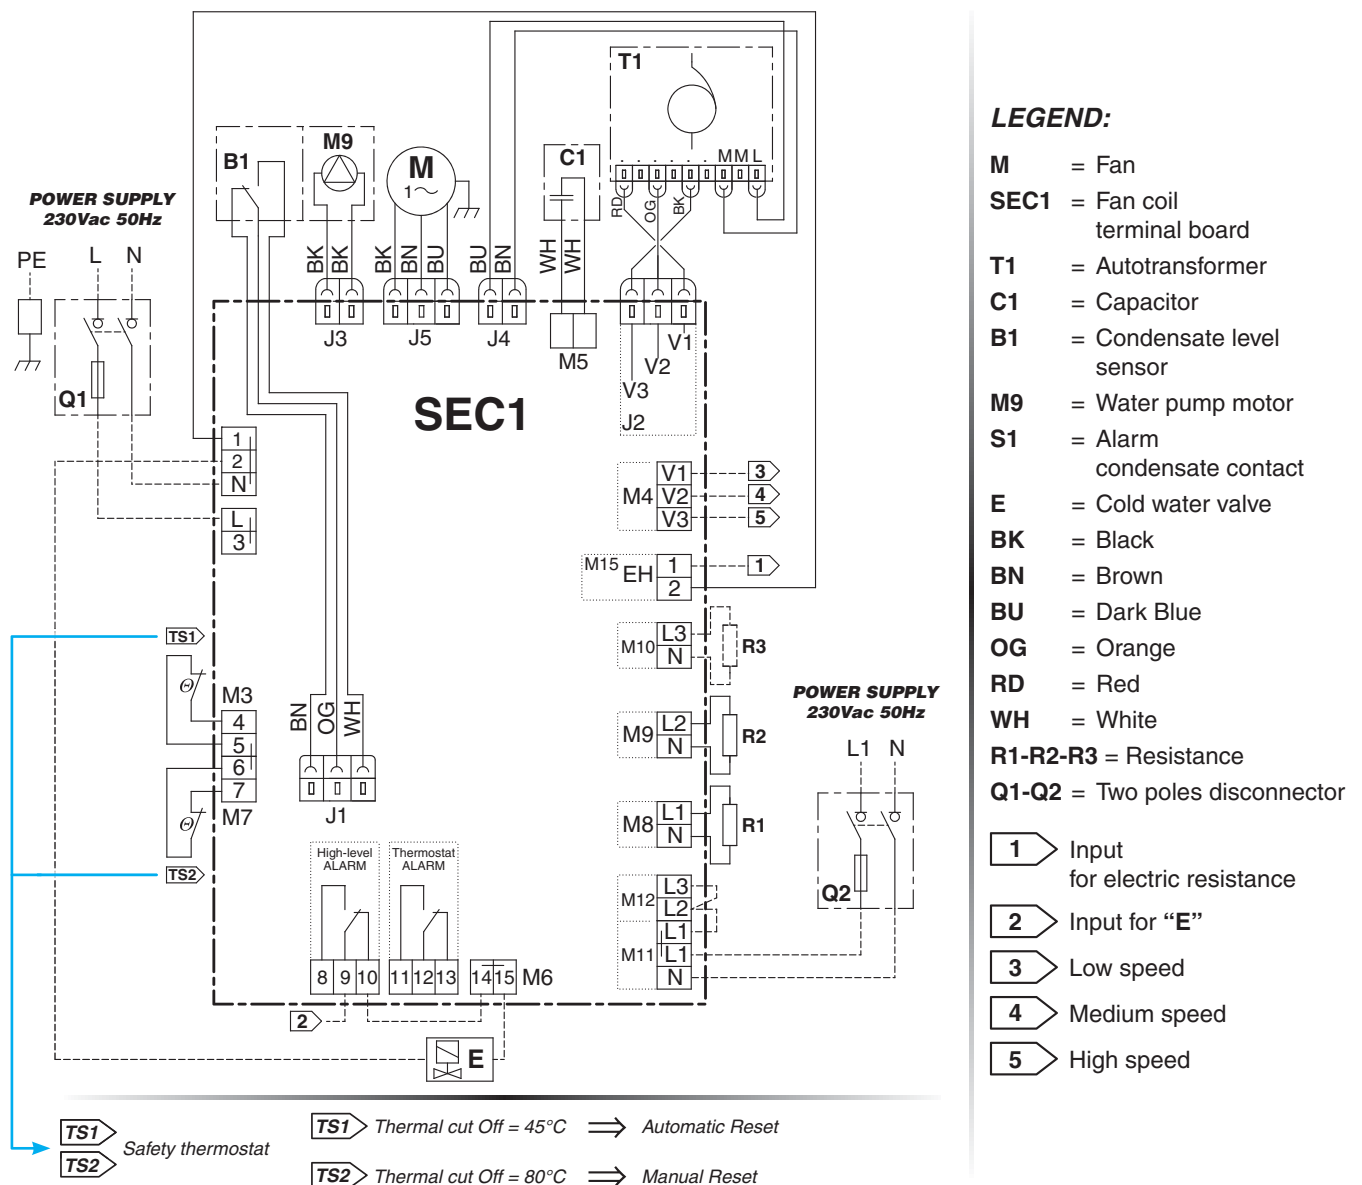 T1
. . . . . . M M L
RD
OG
BK
B1
M9
M
1~
C1
POWER SUPPLY
230Vac 50Hz
PE
L
N
BK
BK
BK
BN
BU
BU
BN
WH
WH
J3
J5
J4
M5
V1
V2
V3
J2
Q1
SEC1
1
2
N
L
3
M4
V1
V2
V3
3
4
5
M15
EH
1
2
1
TS1
Θ
M3
4
5
6
7
M7
Θ
TS2
BN
OG
WH
J1
M10
L3
N
R3
M9
L2
N
R2
M8
L1
N
R1
POWER SUPPLY
230Vac 50Hz
L1
N
Q2
High-level
ALARM
Thermostat
ALARM
M12
L3
L2
M11
L1
L1
N
8
9
10
11
12
13
14
15
M6
2
E
TS1
TS2
Safety thermostat
TS1 Thermal cut Off = 45°C ⇒ Automatic Reset
TS2 Thermal cut Off = 80°C ⇒ Manual Reset
LEGEND:
M = Fan
SEC1 = Fan coil
terminal board
T1 = Autotransformer
C1 = Capacitor
B1 = Condensate level
sensor
M9 = Water pump motor
S1 = Alarm
condensate contact
E = Cold water valve
BK = Black
BN = Brown
BU = Dark Blue
OG = Orange
RD = Red
WH = White
R1-R2-R3 = Resistance
Q1-Q2 = Two poles disconnector
1 Input
for electric resistance
2 Input for “E”
3 Low speed
4 Medium speed
5 High speed